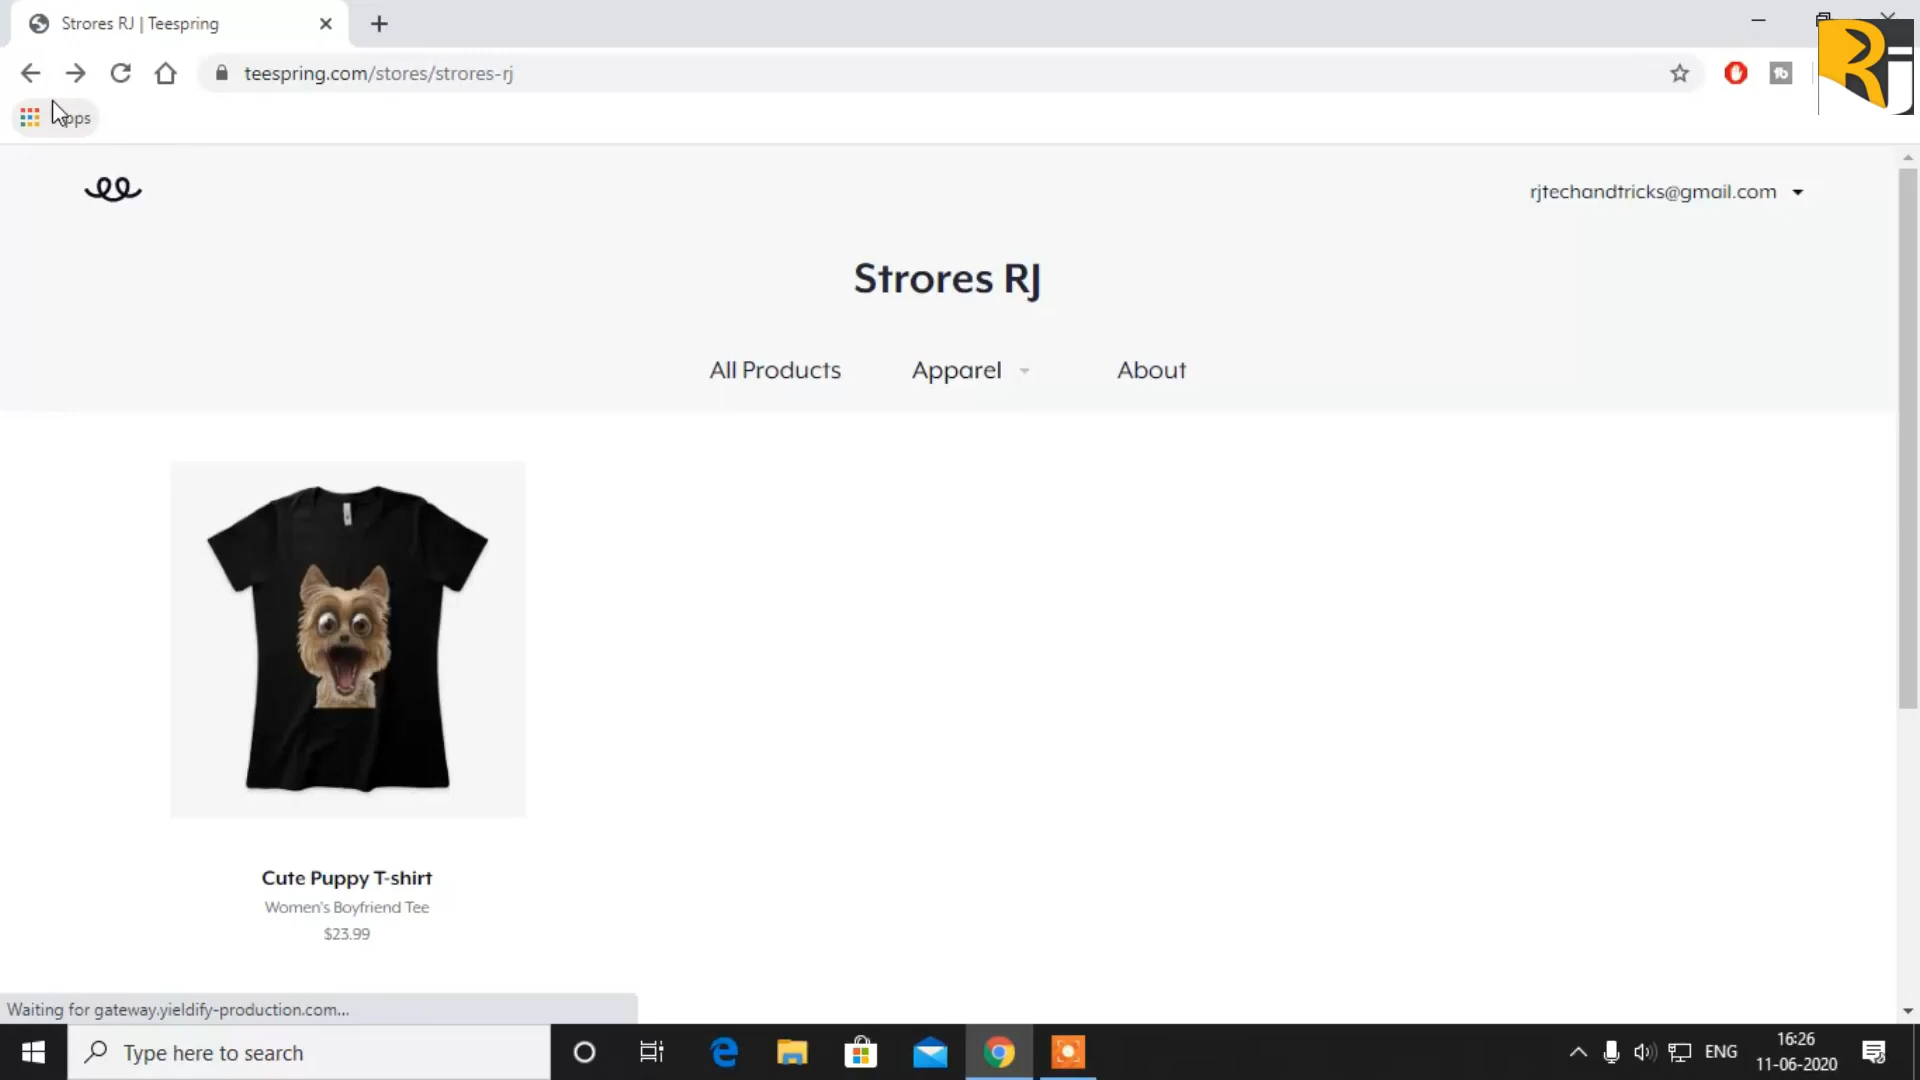 Strores RJ | Teespring
teespring.com/stores/strores-rj
Apps
rjtechandtricks@gmail.com
Strores RJ
All Products
Apparel
About
Cute Puppy T-shirt
Women's Boyfriend Tee
$23.99
Waiting for gateway.yieldify-production.com...
Type here to search
ENG
16:26
11-06-2020
RJ